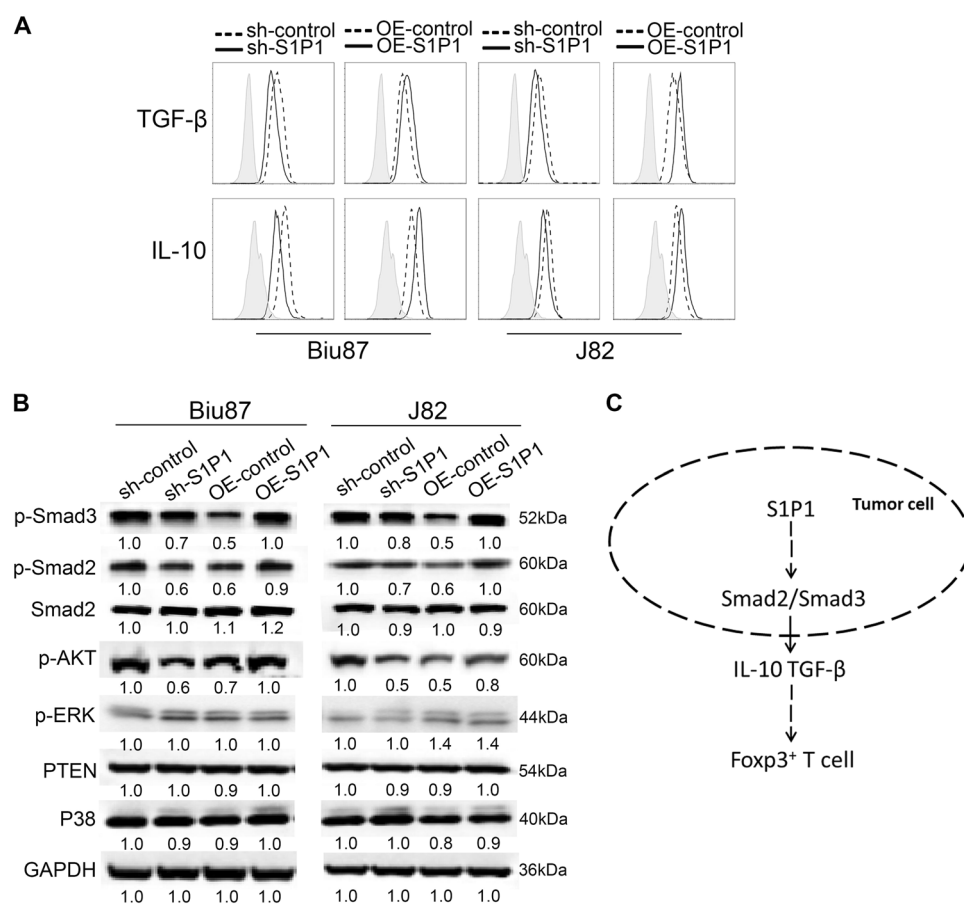 A
sh-control OE-control sh-control OE-control
sh-S1P1 OE-S1P1 sh-S1P1 OE-S1P1
TGF-β
IL-10
Biu87 J82
B
Biu87 J82
sh-control sh-S1P1 OE-control OE-S1P1 sh-control sh-S1P1 OE-control OE-S1P1
p-Smad3 52kDa
1.0 0.7 0.5 1.0 1.0 0.8 0.5 1.0
p-Smad2 60kDa
1.0 0.6 0.6 0.9 1.0 0.7 0.6 1.0
Smad2 60kDa
1.0 1.0 1.1 1.2 1.0 0.9 1.0 0.9
p-AKT 60kDa
1.0 0.6 0.7 1.0 1.0 0.5 0.5 0.8
p-ERK 44kDa
1.0 1.0 1.0 1.0 1.0 1.0 1.4 1.4
PTEN 54kDa
1.0 1.0 0.9 1.0 1.0 0.9 0.9 1.0
P38 40kDa
1.0 0.9 0.9 1.0 1.0 1.0 0.8 0.9
GAPDH 36kDa
1.0 1.0 1.0 1.0 1.0 1.0 1.0 1.0
C
S1P1 Tumor cell
Smad2/Smad3
IL-10 TGF-β
Foxp3⁺ T cell